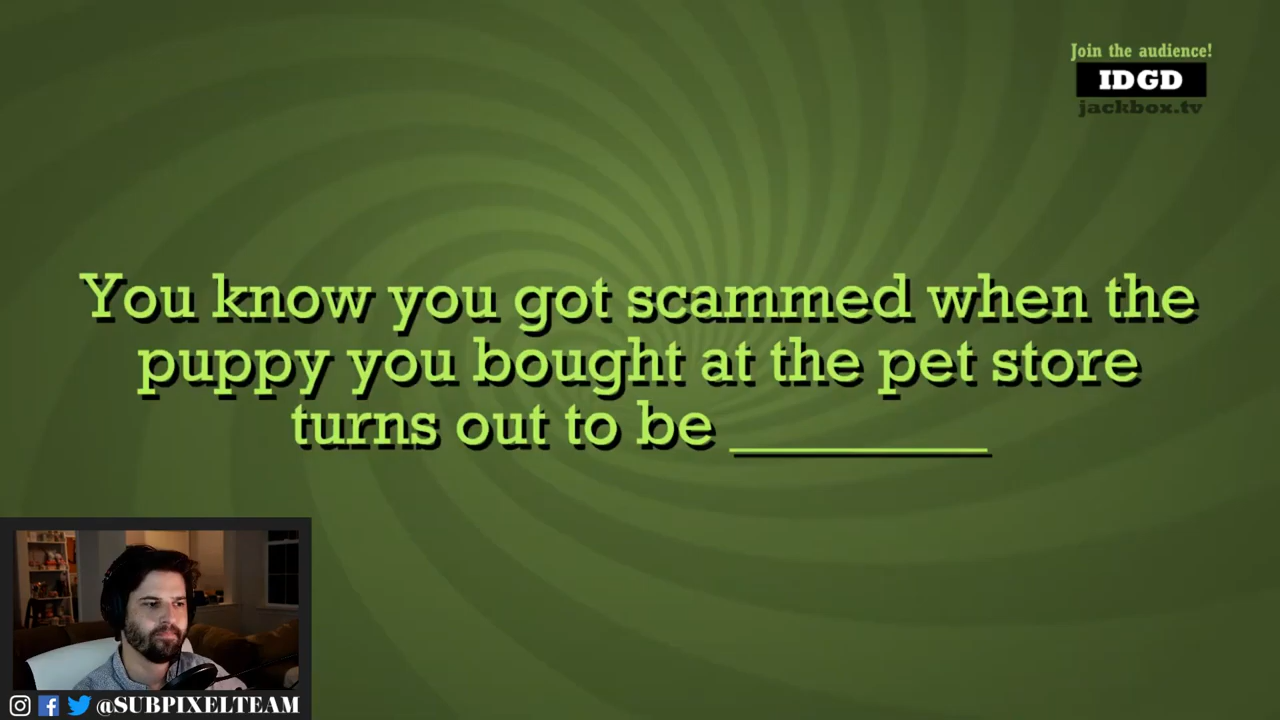 Join the audience!
IDGD
jackbox.tv
You know you got scammed when the
puppy you bought at the pet store
turns out to be ________
@SUBPIXELTEAM